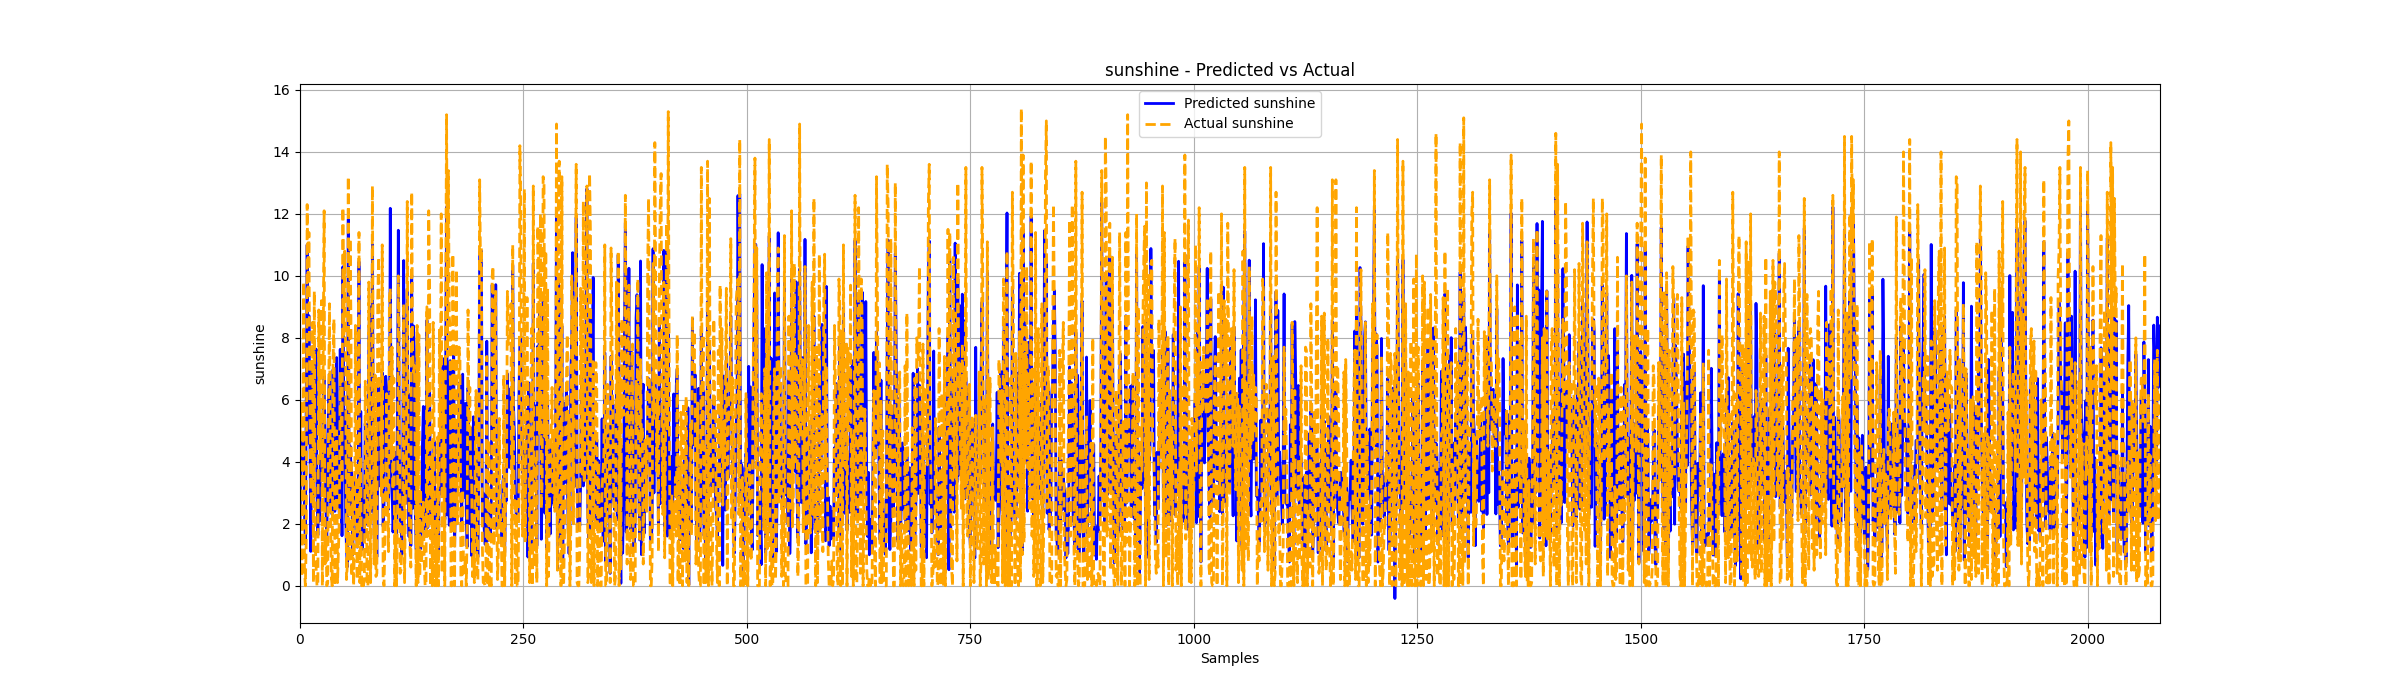 sunshine - Predicted vs Actual
Predicted sunshine
Actual sunshine
16
14
12
10
8
6
4
2
0
sunshine
0 250 500 750 1000 1250 1500 1750 2000
Samples